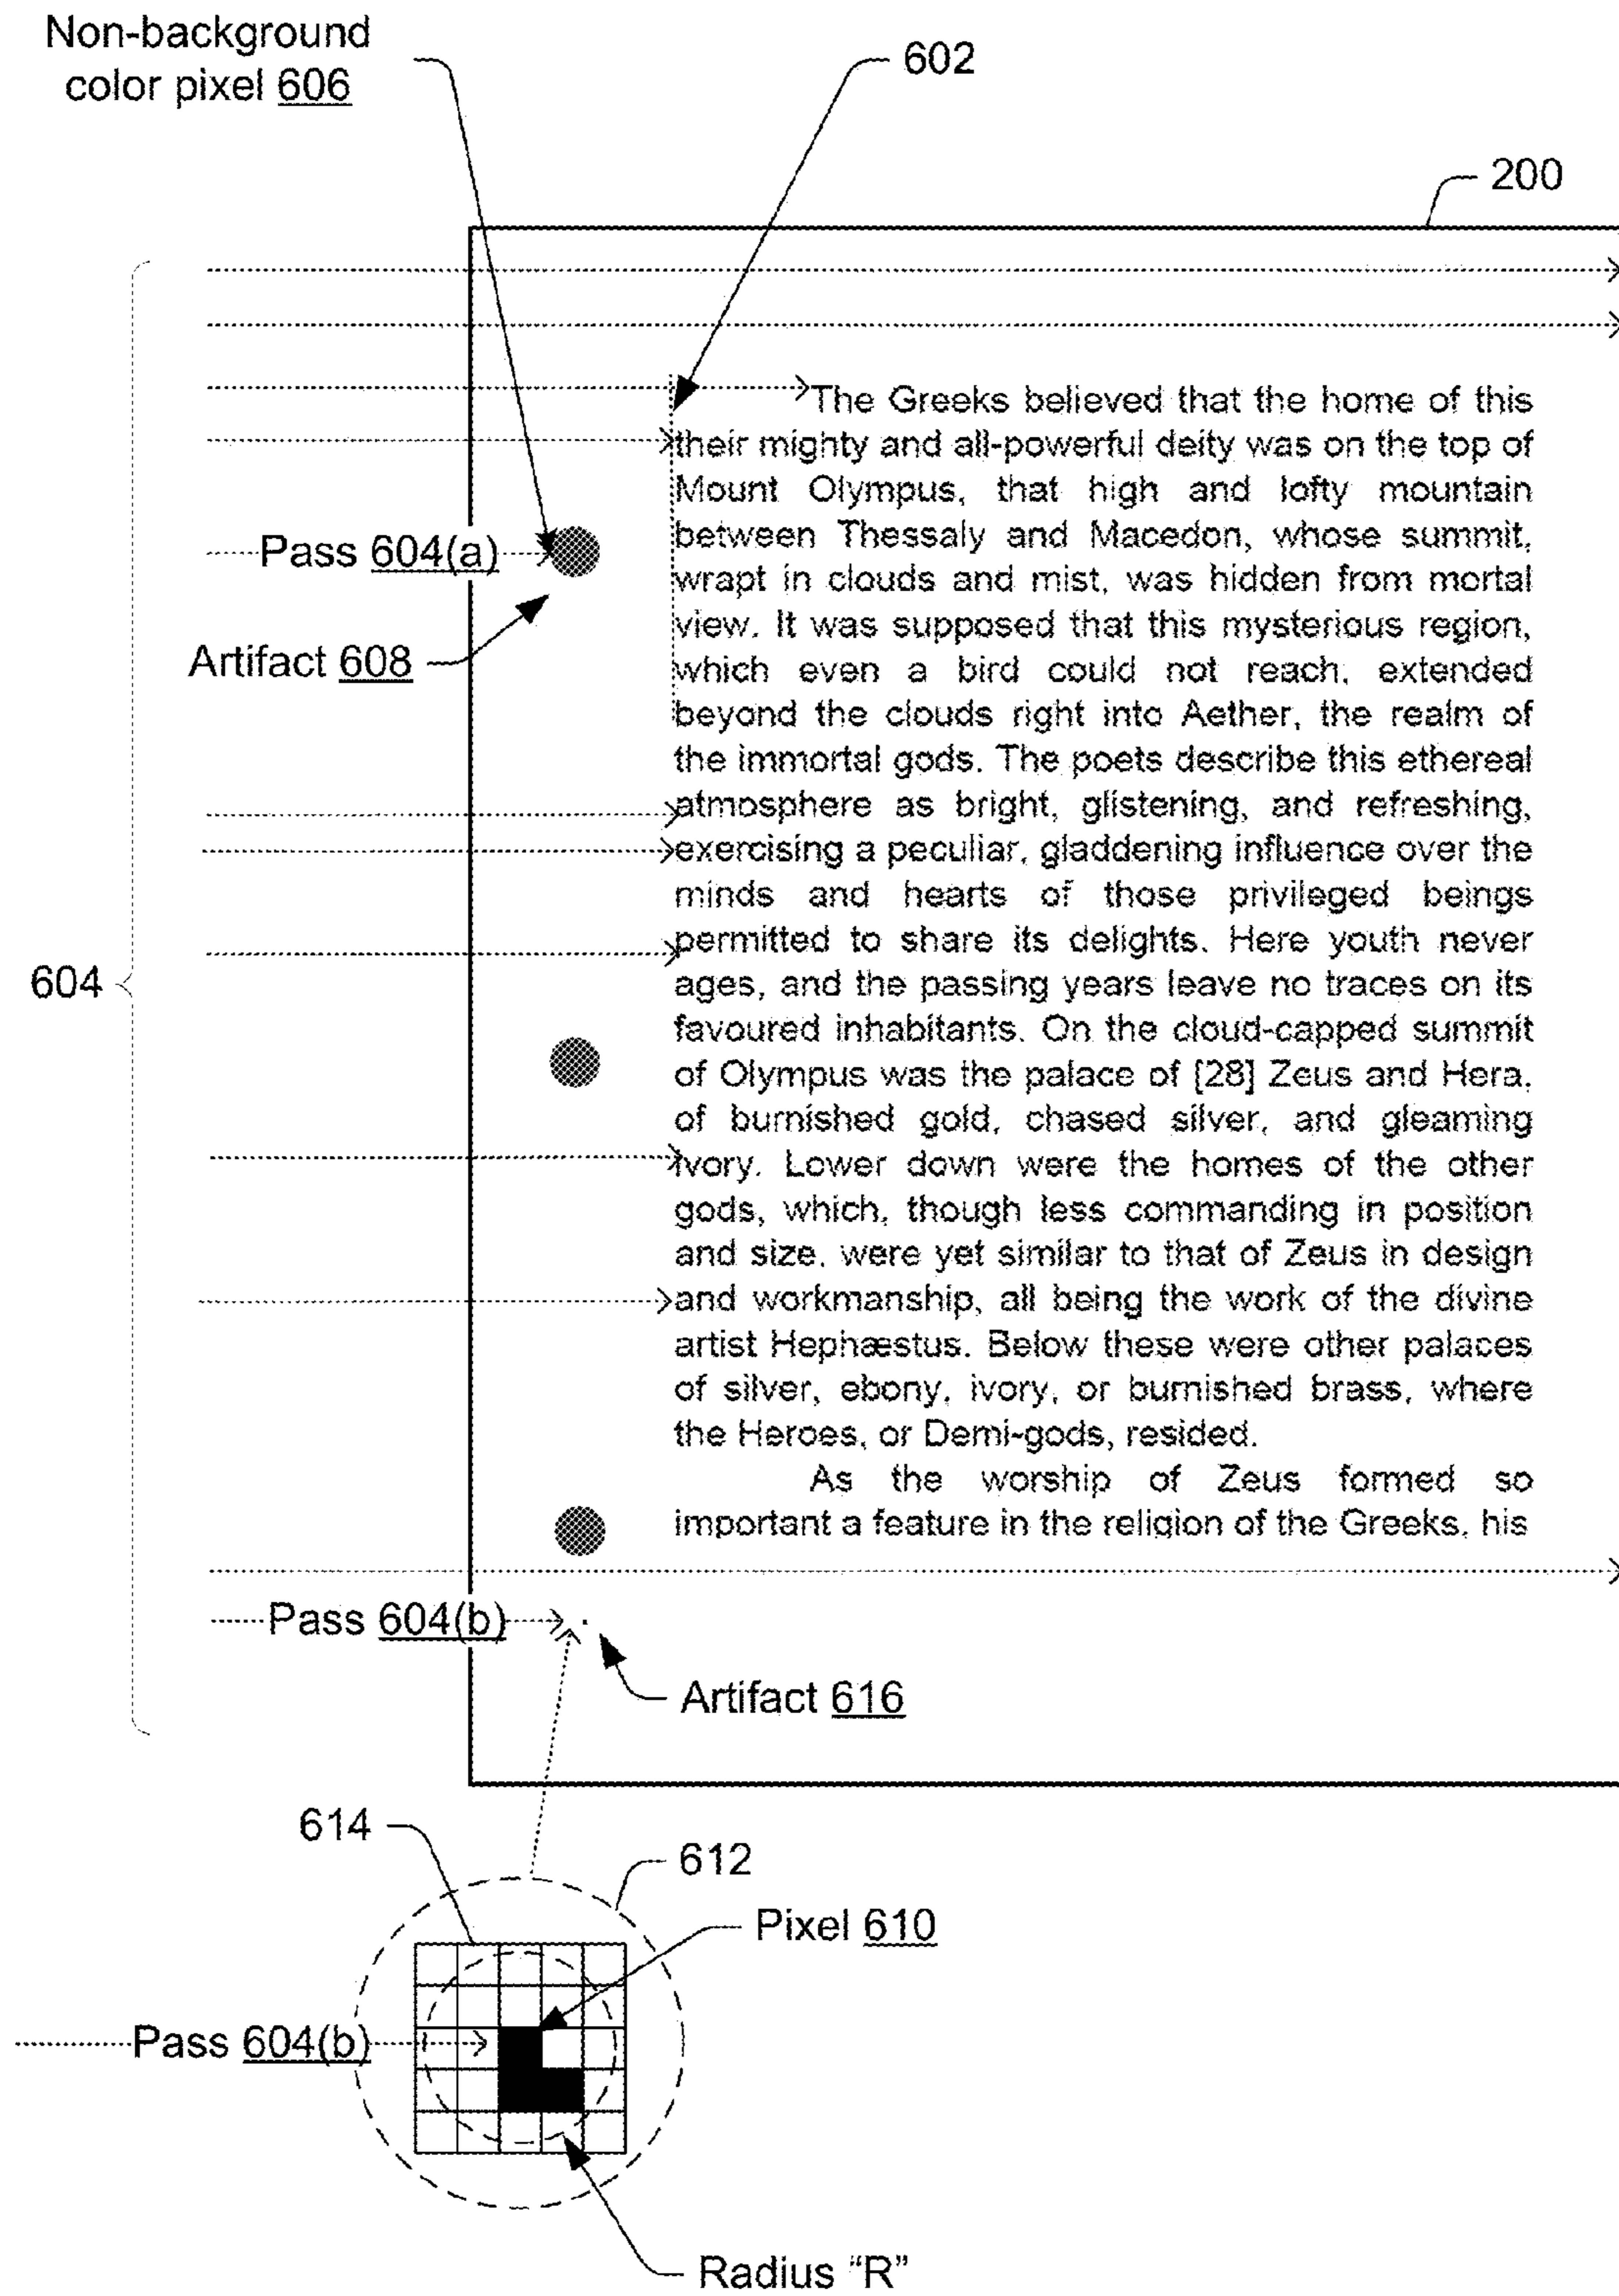 Non-background
color pixel 606
602
200
The Greeks believed that the home of this
their mighty and all-powerful deity was on the top of
Mount Olympus, that high and lofty mountain
between Thessaly and Macedon, whose summit,
Pass 604(a)
wrapt in clouds and mist, was hidden from mortal
view. It was supposed that this mysterious region,
Artifact 608
which even a bird could not reach, extended
beyond the clouds right into Aether, the realm of
the immortal gods. The poets describe this ethereal
atmosphere as bright, glistening, and refreshing,
exercising a peculiar, gladdening influence over the
minds and hearts of those privileged beings
permitted to share its delights. Here youth never
604
ages, and the passing years leave no traces on its
favoured inhabitants. On the cloud-capped summit
of Olympus was the palace of [28] Zeus and Hera,
of burnished gold, chased silver, and gleaming
ivory. Lower down were the homes of the other
gods, which, though less commanding in position
and size, were yet similar to that of Zeus in design
and workmanship, all being the work of the divine
artist Hephæstus. Below these were other palaces
of silver, ebony, ivory, or burnished brass, where
the Heroes, or Demi-gods, resided.
As the worship of Zeus formed so
important a feature in the religion of the Greeks, his
Pass 604(b)
Artifact 616
614
612
Pixel 610
Pass 604(b)
Radius “R”